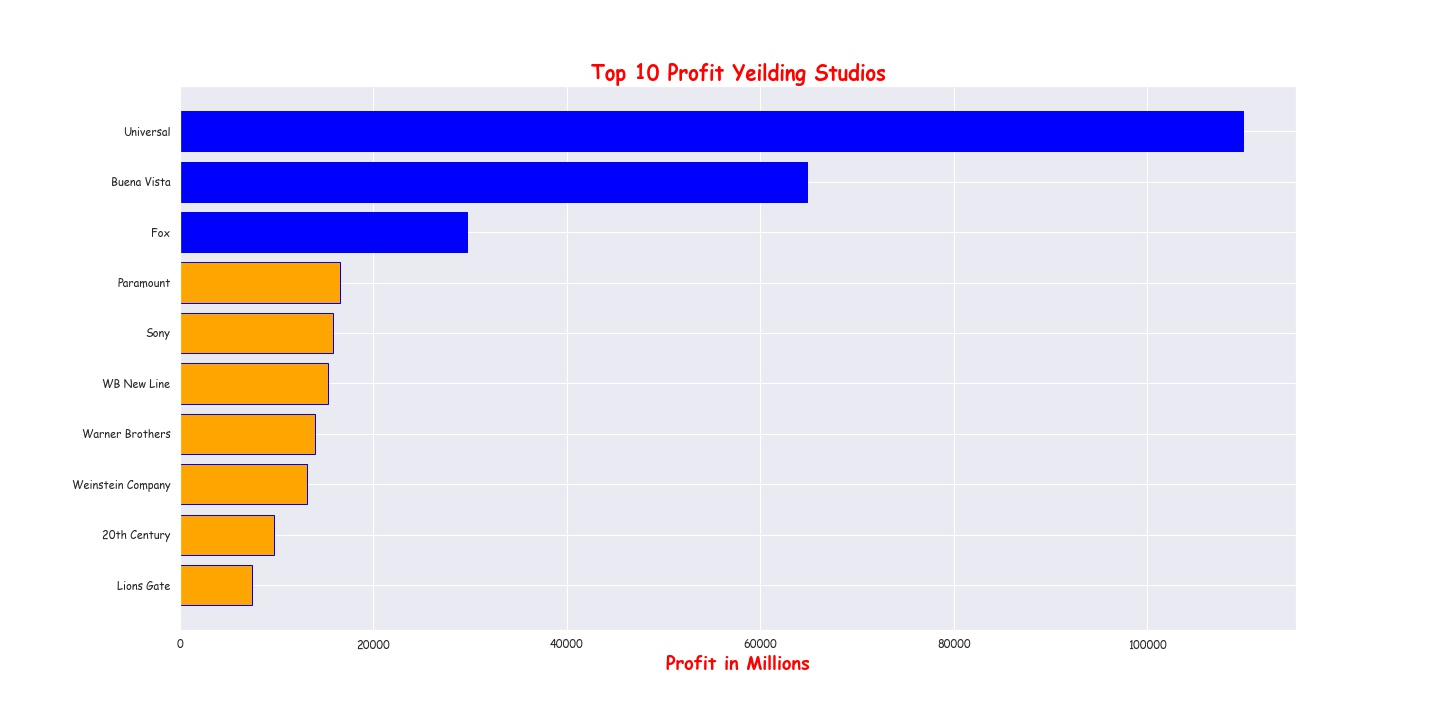 Top 10 Profit Yeilding Studios
Universal
Buena Vista
Fox
Paramount
Sony
WB New Line
Warner Brothers
Weinstein Company
20th Century
Lions Gate
0 20000 40000 60000 80000 100000
Profit in Millions